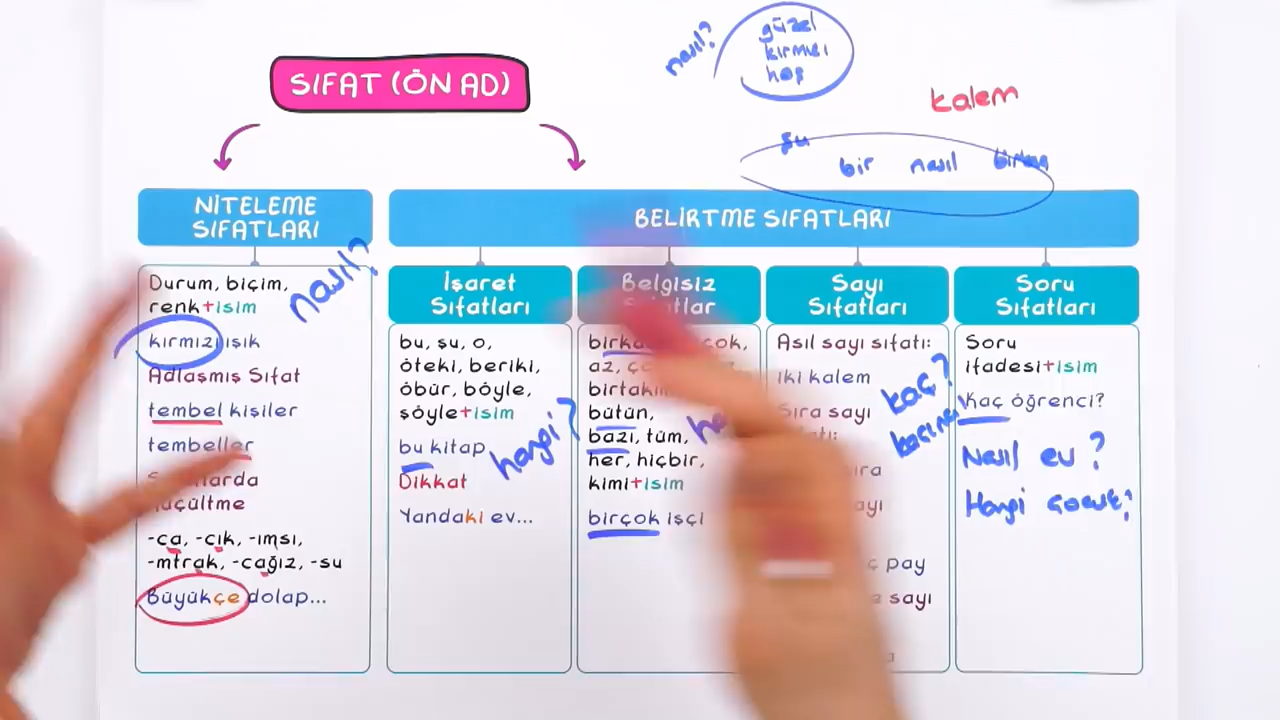 nasıl?
güzel
kırmızı
hoş
SIFAT (ÖN AD)
kalem
şu
bir nasıl
NİTELEME
SIFATLARI
BELİRTME SIFATLARI
Durum, biçim,
renk+isim
nasıl?
kırmızı ışık
Adlaşmış Sıfat
tembel kişiler
tembeller
küçültme
-ca, -cık, -ımsı,
-mtrak, -cağız, -su
Büyükçe dolap...
İşaret
Sıfatları
bu, şu, o,
öteki, beriki,
öbür, böyle,
şöyle+isim
bu kitap
hangi?
Dikkat
Yandaki ev...
Belgisiz
az,
bütün,
bazı, tüm,
her, hiçbir,
kimi+isim
birçok işçi
Sayı
Sıfatları
Asıl sayı sıfatı:
iki kalem
kaç?
Sıra sayı
pay
sayı
Soru
Sıfatları
Soru
ifadesi+isim
Kaç öğrenci?
Nasıl ev?
Hangi çocuk?